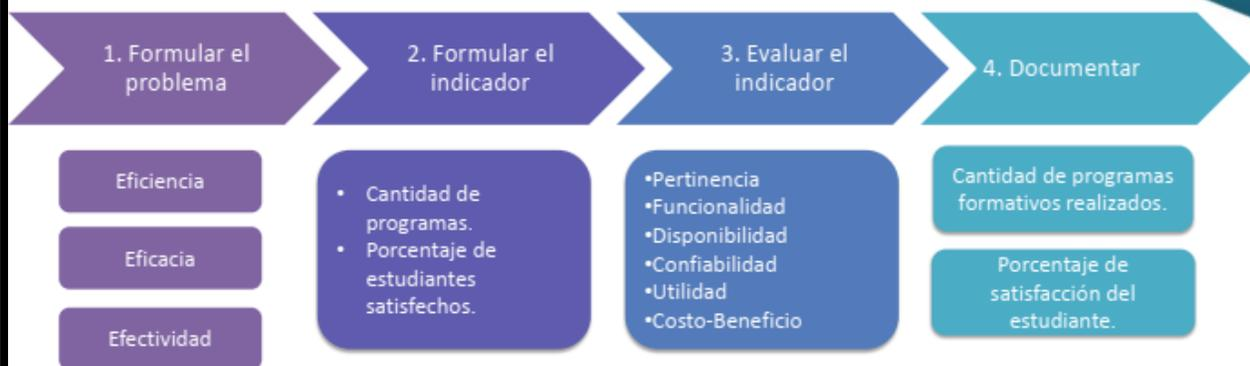 1. Formular el
problema
2. Formular el
indicador
3. Evaluar el
indicador
4. Documentar
Eficiencia
Eficacia
Efectividad
• Cantidad de
programas.
• Porcentaje de
estudiantes
satisfechos.
•Pertinencia
•Funcionalidad
•Disponibilidad
•Confiabilidad
•Utilidad
•Costo-Beneficio
Cantidad de programas
formativos realizados.
Porcentaje de
satisfacción del
estudiante.